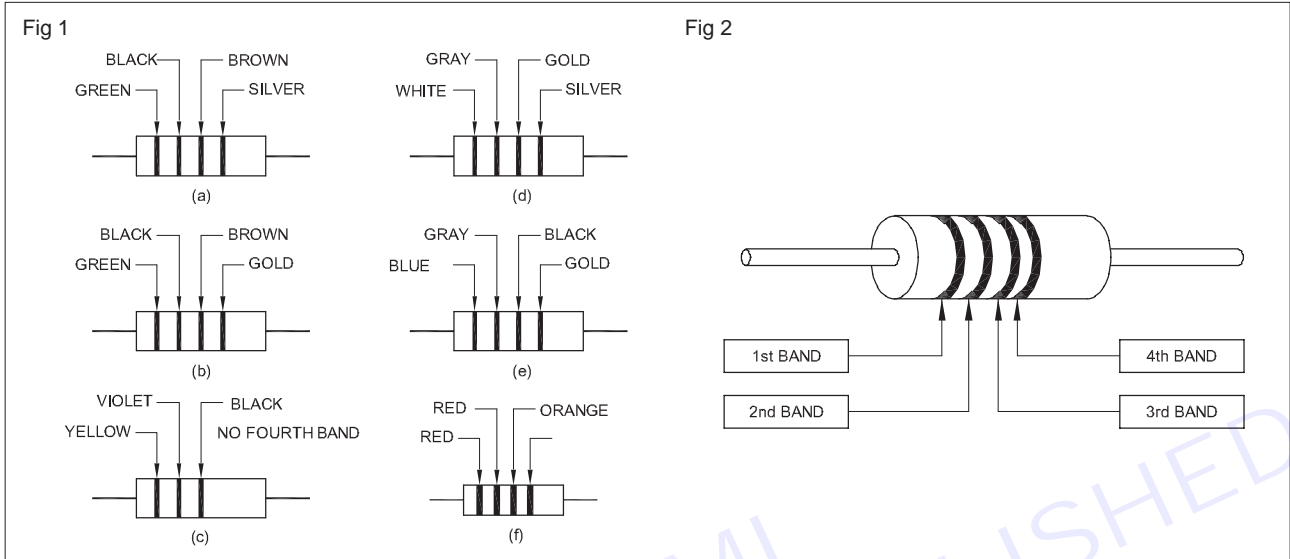 Fig 1
BLACK
BROWN
GREEN
SILVER
(a)
GRAY
GOLD
WHITE
SILVER
(d)
BLACK
BROWN
GREEN
GOLD
(b)
GRAY
BLACK
BLUE
GOLD
(e)
VIOLET
BLACK
YELLOW
NO FOURTH BAND
(c)
RED
ORANGE
RED
(f)
Fig 2
1st BAND
4th BAND
2nd BAND
3rd BAND